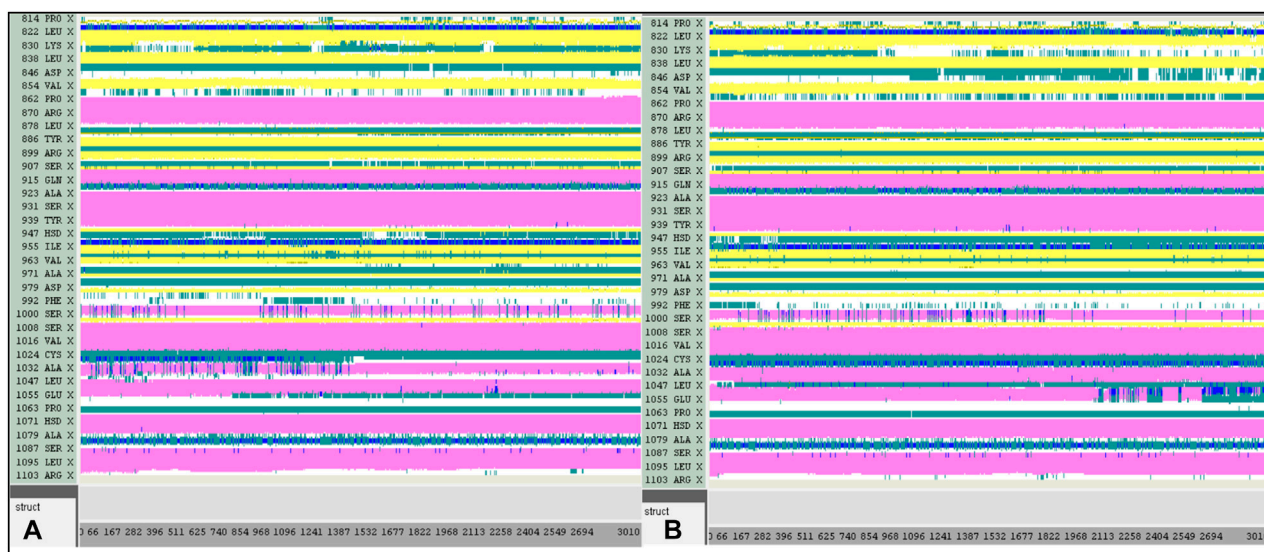 814 PRO X
822 LEU X
830 LYS X
838 LEU X
846 ASP X
854 VAL X
862 PRO X
870 ARG X
878 LEU X
886 TYR X
899 ARG X
907 SER X
915 GLN X
923 ALA X
931 SER X
939 TYR X
947 HSD X
955 ILE X
963 VAL X
971 ALA X
979 ASP X
992 PHE X
1000 SER X
1008 SER X
1016 VAL X
1024 CYS X
1032 ALA X
1047 LEU X
1055 GLU X
1063 PRO X
1071 HSD X
1079 ALA X
1087 SER X
1095 LEU X
1103 ARG X
struct
A
0 66 167 282 396 511 625 740 854 968 1096 1241 1387 1532 1677 1822 1968 2113 2258 2404 2549 2694 3010
814 PRO X
822 LEU X
830 LYS X
838 LEU X
846 ASP X
854 VAL X
862 PRO X
870 ARG X
878 LEU X
886 TYR X
899 ARG X
907 SER X
915 GLN X
923 ALA X
931 SER X
939 TYR X
947 HSD X
955 ILE X
963 VAL X
971 ALA X
979 ASP X
992 PHE X
1000 SER X
1008 SER X
1016 VAL X
1024 CYS X
1032 ALA X
1047 LEU X
1055 GLU X
1063 PRO X
1071 HSD X
1079 ALA X
1087 SER X
1095 LEU X
1103 ARG X
struct
B
0 66 167 282 396 511 625 740 854 968 1096 1241 1387 1532 1677 1822 1968 2113 2258 2404 2549 2694